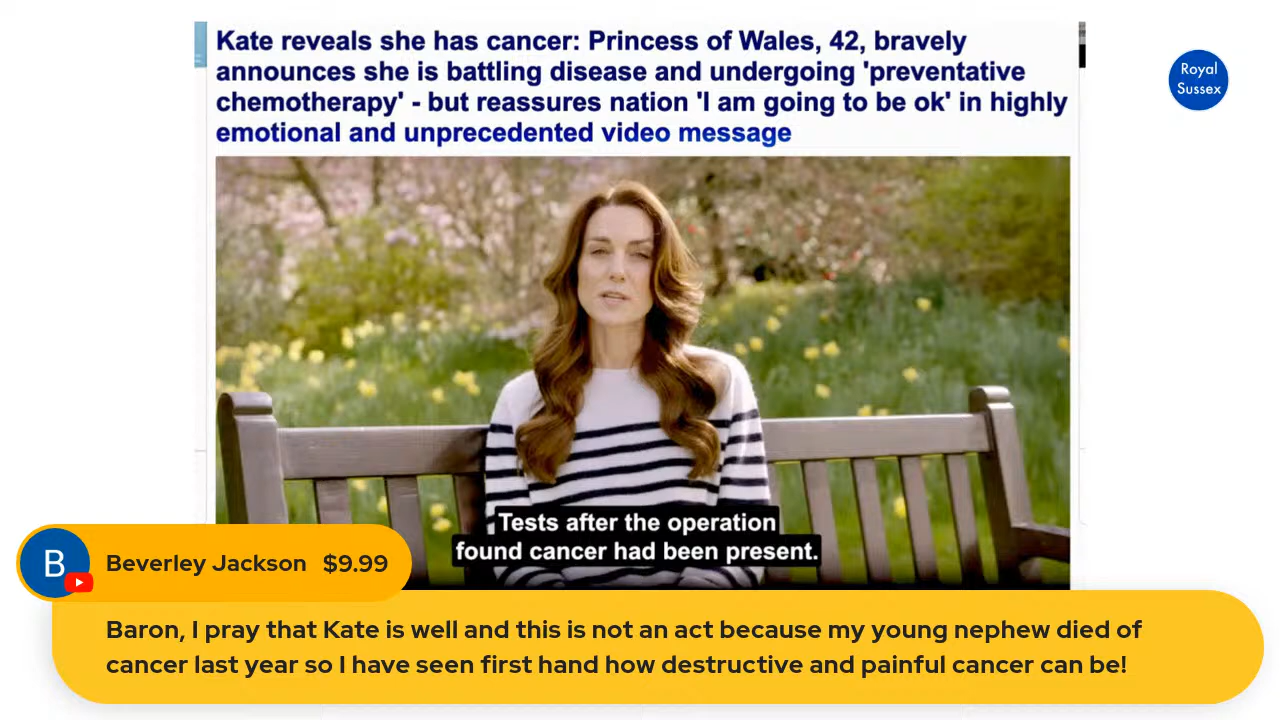 Kate reveals she has cancer: Princess of Wales, 42, bravely
announces she is battling disease and undergoing 'preventative
chemotherapy' - but reassures nation 'I am going to be ok' in highly
emotional and unprecedented video message
Royal
Sussex
Tests after the operation
found cancer had been present.
B
Beverley Jackson $9.99
Baron, I pray that Kate is well and this is not an act because my young nephew died of
cancer last year so I have seen first hand how destructive and painful cancer can be!